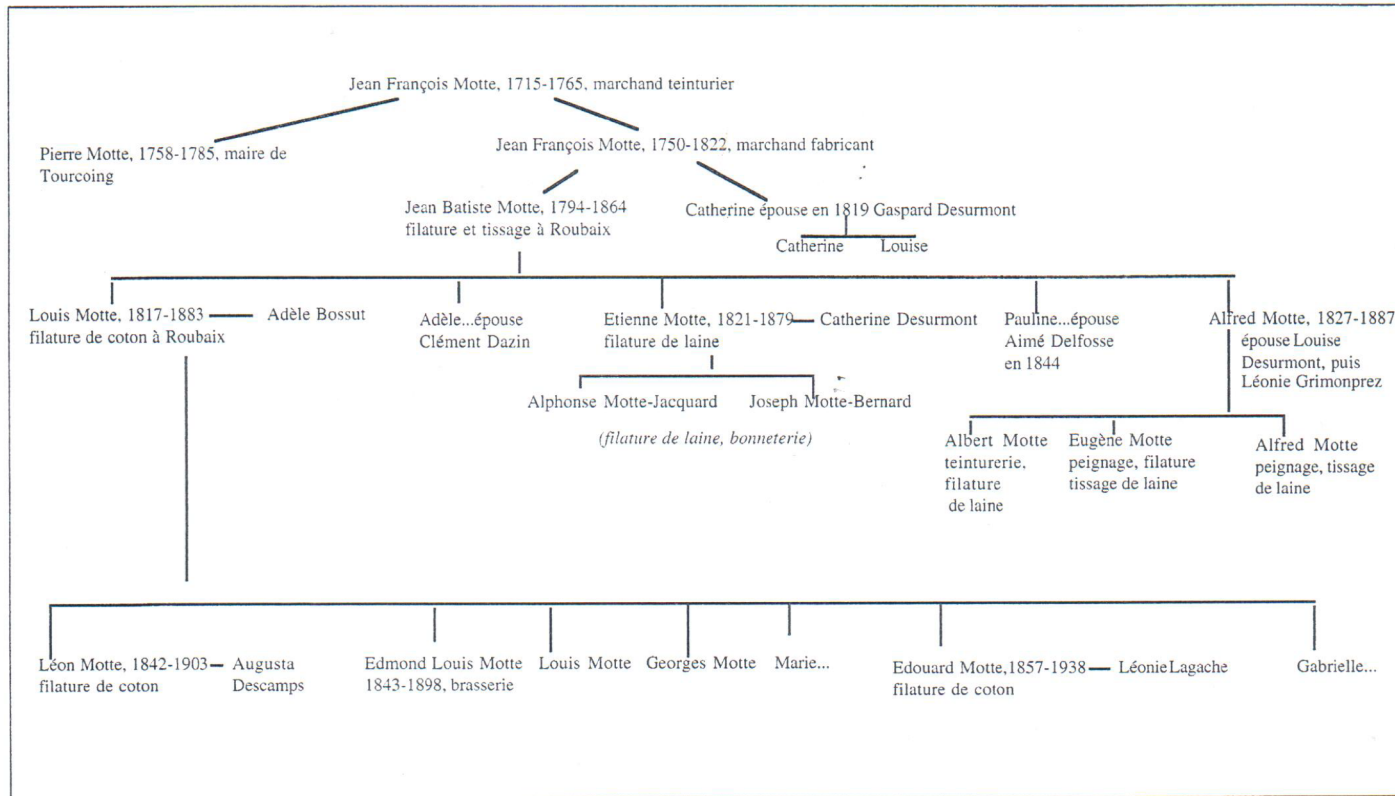 Jean François Motte, 1715-1765, marchand teinturier
Pierre Motte, 1758-1785, maire de
Tourcoing
Jean François Motte, 1750-1822, marchand fabricant
Jean Batiste Motte, 1794-1864
filature et tissage à Roubaix
Catherine épouse en 1819 Gaspard Desurmont
Catherine Louise
Louis Motte, 1817-1883
filature de coton à Roubaix
Adèle Bossut
Adèle...épouse
Clément Dazin
Etienne Motte, 1821-1879
filature de laine
Catherine Desurmont
Pauline...épouse
Aimé Delfosse
en 1844
Alfred Motte, 1827-1887
épouse Louise
Desurmont, puis
Léonie Grimonprez
Alphonse Motte-Jacquard
Joseph Motte-Bernard
(filature de laine, bonneterie)
Albert Motte
teinturerie,
filature
de laine
Eugène Motte
peignage, filature
tissage de laine
Alfred Motte
peignage, tissage
de laine
Léon Motte, 1842-1903
filature de coton
Augusta
Descamps
Edmond Louis Motte
1843-1898, brasserie
Louis Motte
Georges Motte
Marie...
Edouard Motte,1857-1938
filature de coton
Léonie Lagache
Gabrielle...